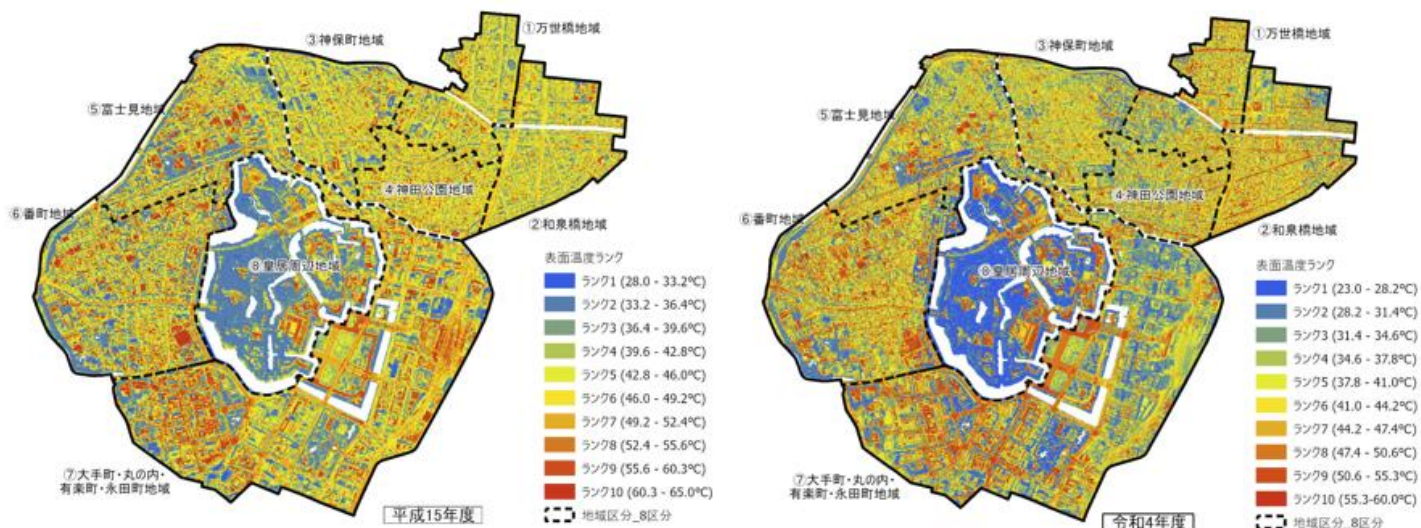 ①万世橋地域
③神保町地域
⑤富士見地域
④神田公園地域
⑥番町地域
②和泉橋地域
⑧皇居周辺地域
表面温度ランク
ランク1 (28.0 - 33.2℃)
ランク2 (33.2 - 36.4℃)
ランク3 (36.4 - 39.6℃)
ランク4 (39.6 - 42.8℃)
ランク5 (42.8 - 46.0℃)
ランク6 (46.0 - 49.2℃)
ランク7 (49.2 - 52.4℃)
ランク8 (52.4 - 55.6℃)
ランク9 (55.6 - 60.3℃)
ランク10 (60.3 - 65.0℃)
地域区分_8区分
⑦大手町・丸の内・
有楽町・永田町地域
平成15年度
①万世橋地域
③神保町地域
⑤富士見地域
④神田公園地域
⑥番町地域
②和泉橋地域
⑧皇居周辺地域
表面温度ランク
ランク1 (23.0 - 28.2℃)
ランク2 (28.2 - 31.4℃)
ランク3 (31.4 - 34.6℃)
ランク4 (34.6 - 37.8℃)
ランク5 (37.8 - 41.0℃)
ランク6 (41.0 - 44.2℃)
ランク7 (44.2 - 47.4℃)
ランク8 (47.4 - 50.6℃)
ランク9 (50.6 - 55.3℃)
ランク10 (55.3-60.0℃)
地域区分_8区分
⑦大手町・丸の内・
有楽町・永田町地域
令和4年度